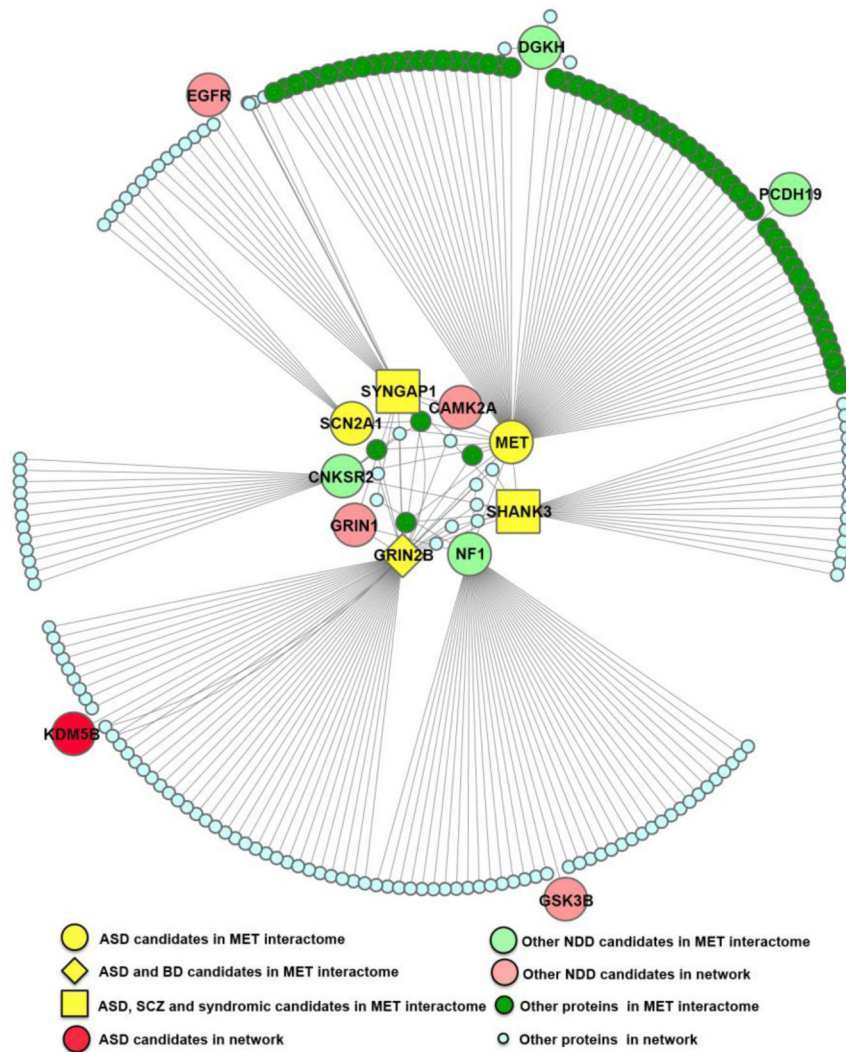 DGKH
EGFR
PCDH19
SYNGAP1
CAMK2A
SCN2A1
MET
CNKSR2
SHANK3
GRIN1
GRIN2B
NF1
KDM5B
GSK3B
ASD candidates in MET interactome
ASD and BD candidates in MET interactome
ASD, SCZ and syndromic candidates in MET interactome
ASD candidates in network
Other NDD candidates in MET interactome
Other NDD candidates in network
Other proteins in MET interactome
Other proteins in network